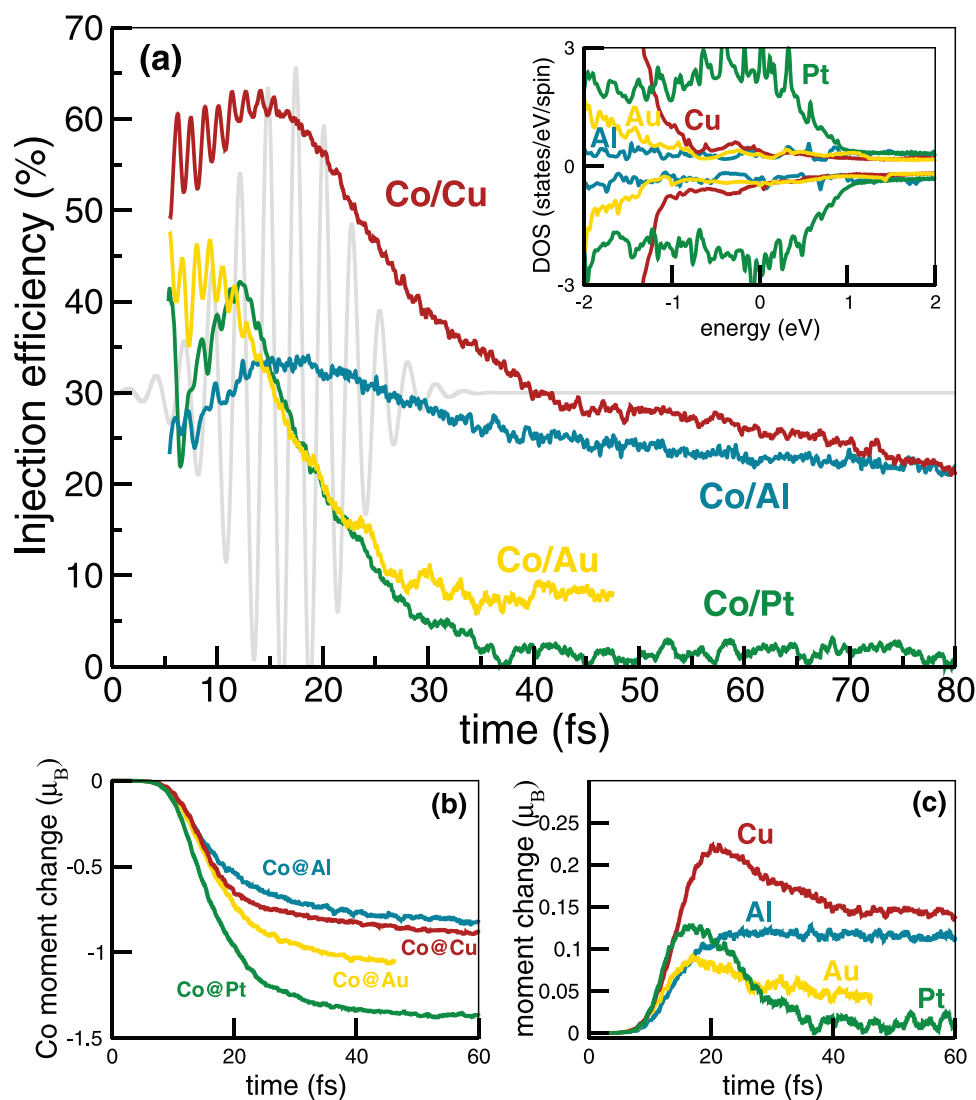 (a)
Injection efficiency (%)
70
60
50
40
30
20
10
0
0 10 20 30 40 50 60 70 80
time (fs)
Co/Cu
Co/Al
Co/Au
Co/Pt
DOS (states/eV/spin)
3
0
-3
-2 -1 0 1 2
energy (eV)
Pt
Au
Cu
Al
(b)
Co moment change (μB)
0
-0.5
-1
-1.5
0 20 40 60
time (fs)
Co@Al
Co@Cu
Co@Au
Co@Pt
(c)
moment change (μB)
0.25
0.2
0.15
0.1
0.05
0
0 20 40 60
time (fs)
Cu
Al
Au
Pt